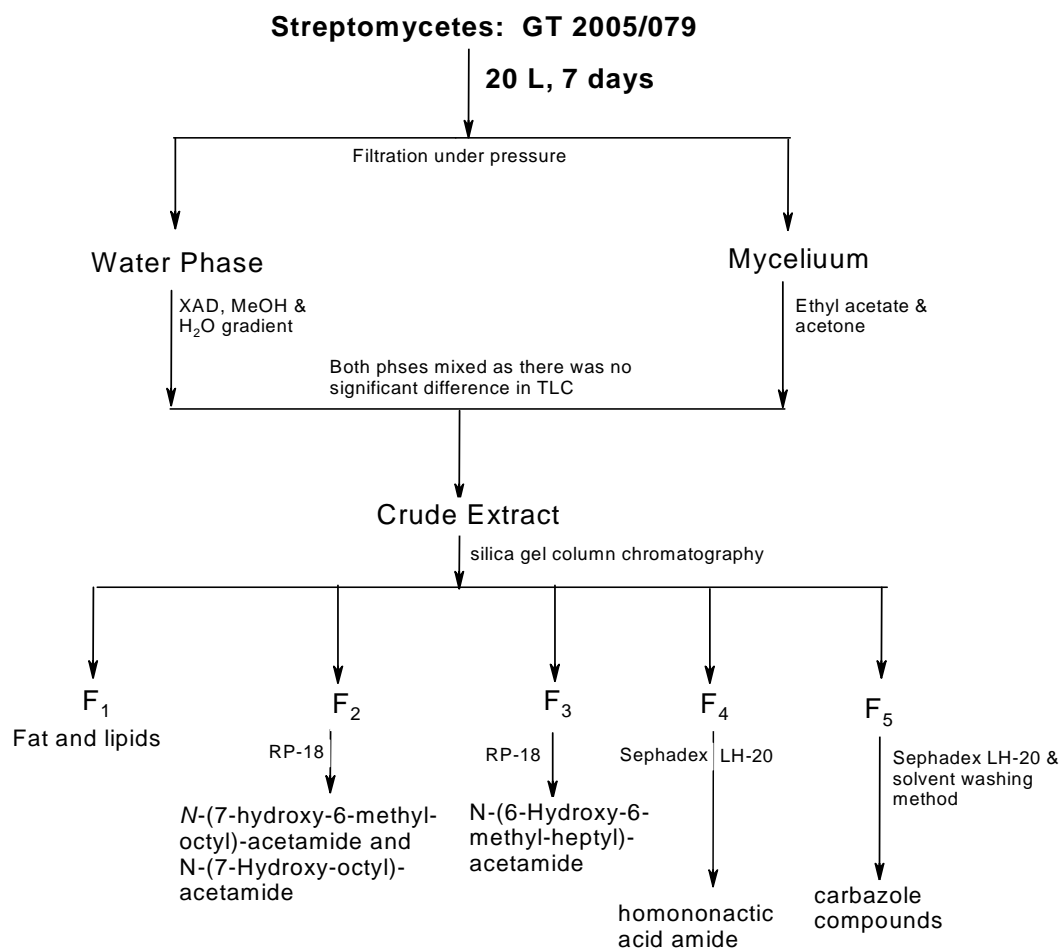 Streptomycetes: GT 2005/079
20 L, 7 days
Filtration under pressure
Water Phase
Myceliuum
XAD, MeOH &
H₂O gradient
Ethyl acetate &
acetone
Both phses mixed as there was no
significant difference in TLC
Crude Extract
silica gel column chromatography
F₁
F₂
F₃
F₄
F₅
Fat and lipids
RP-18
RP-18
Sephadex LH-20
Sephadex LH-20 &
solvent washing
method
N-(7-hydroxy-6-methyl-
octyl)-acetamide and
N-(7-Hydroxy-octyl)-
acetamide
N-(6-Hydroxy-6-
methyl-heptyl)-
acetamide
homononactic
acid amide
carbazole
compounds